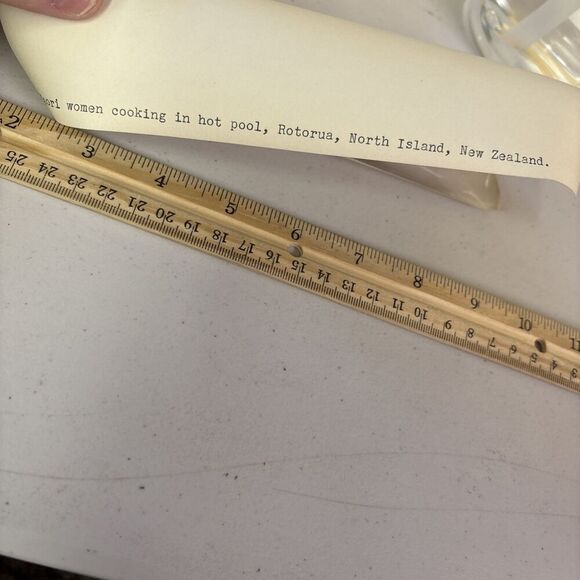 ori women cooking in hot pool, Rotorua, North Island, New Zealand.
2 3 4 5 6 7 8 9 10 11
25 24 23 22 21 20 19 18 17 16 15 14 13 12 11 10 9 8 7 6 5 4 3